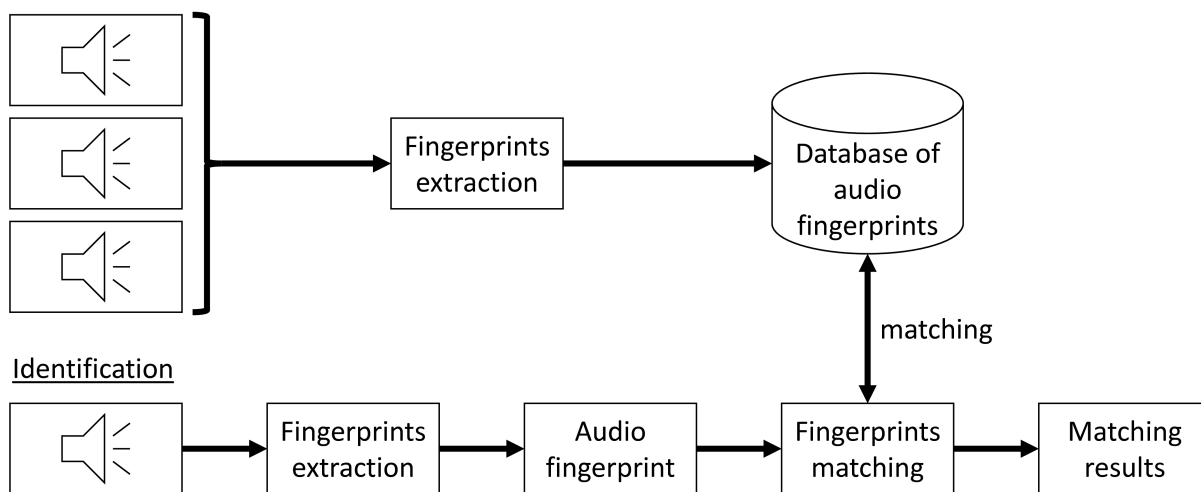 Fingerprints
extraction
Database of
audio
fingerprints
matching
Identification
Fingerprints
extraction
Audio
fingerprint
Fingerprints
matching
Matching
results